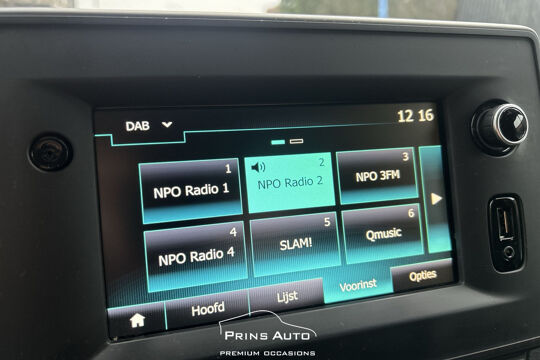 DAB
12 16
1
NPO Radio 1
2
NPO Radio 2
3
NPO 3FM
4
NPO Radio 4
5
SLAM!
6
Qmusic
Hoofd
Lijst
Voorinst
Opties
PRINS AUTO
PREMIUM OCCASIONS